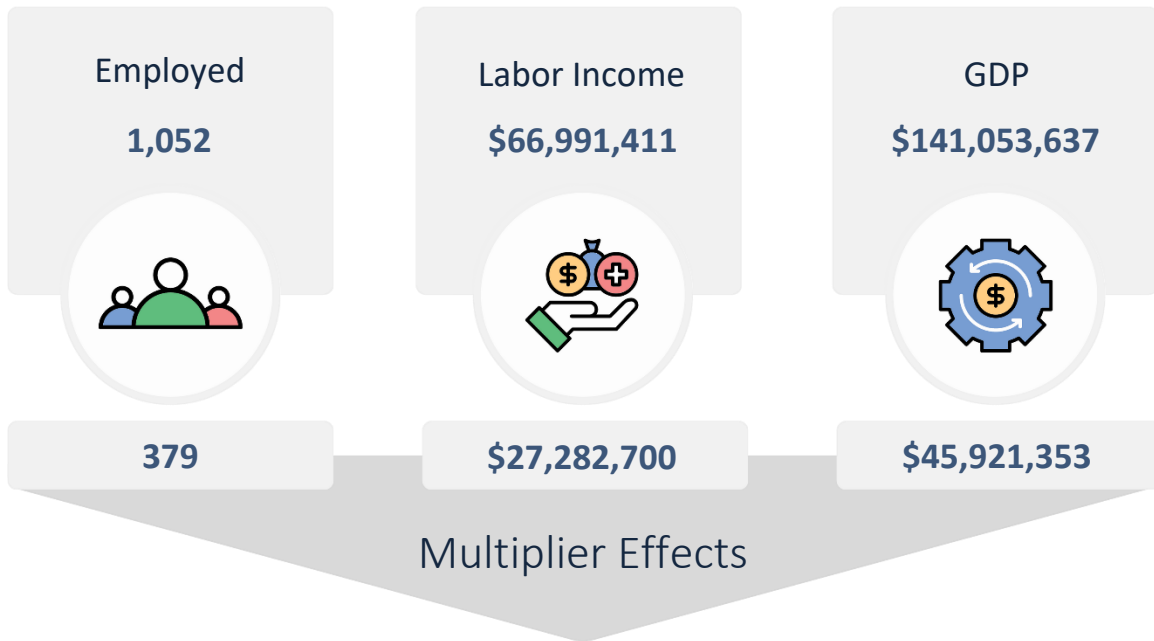 Employed
1,052
Labor Income
$66,991,411
GDP
$141,053,637
$
$
379
$27,282,700
$45,921,353
Multiplier Effects